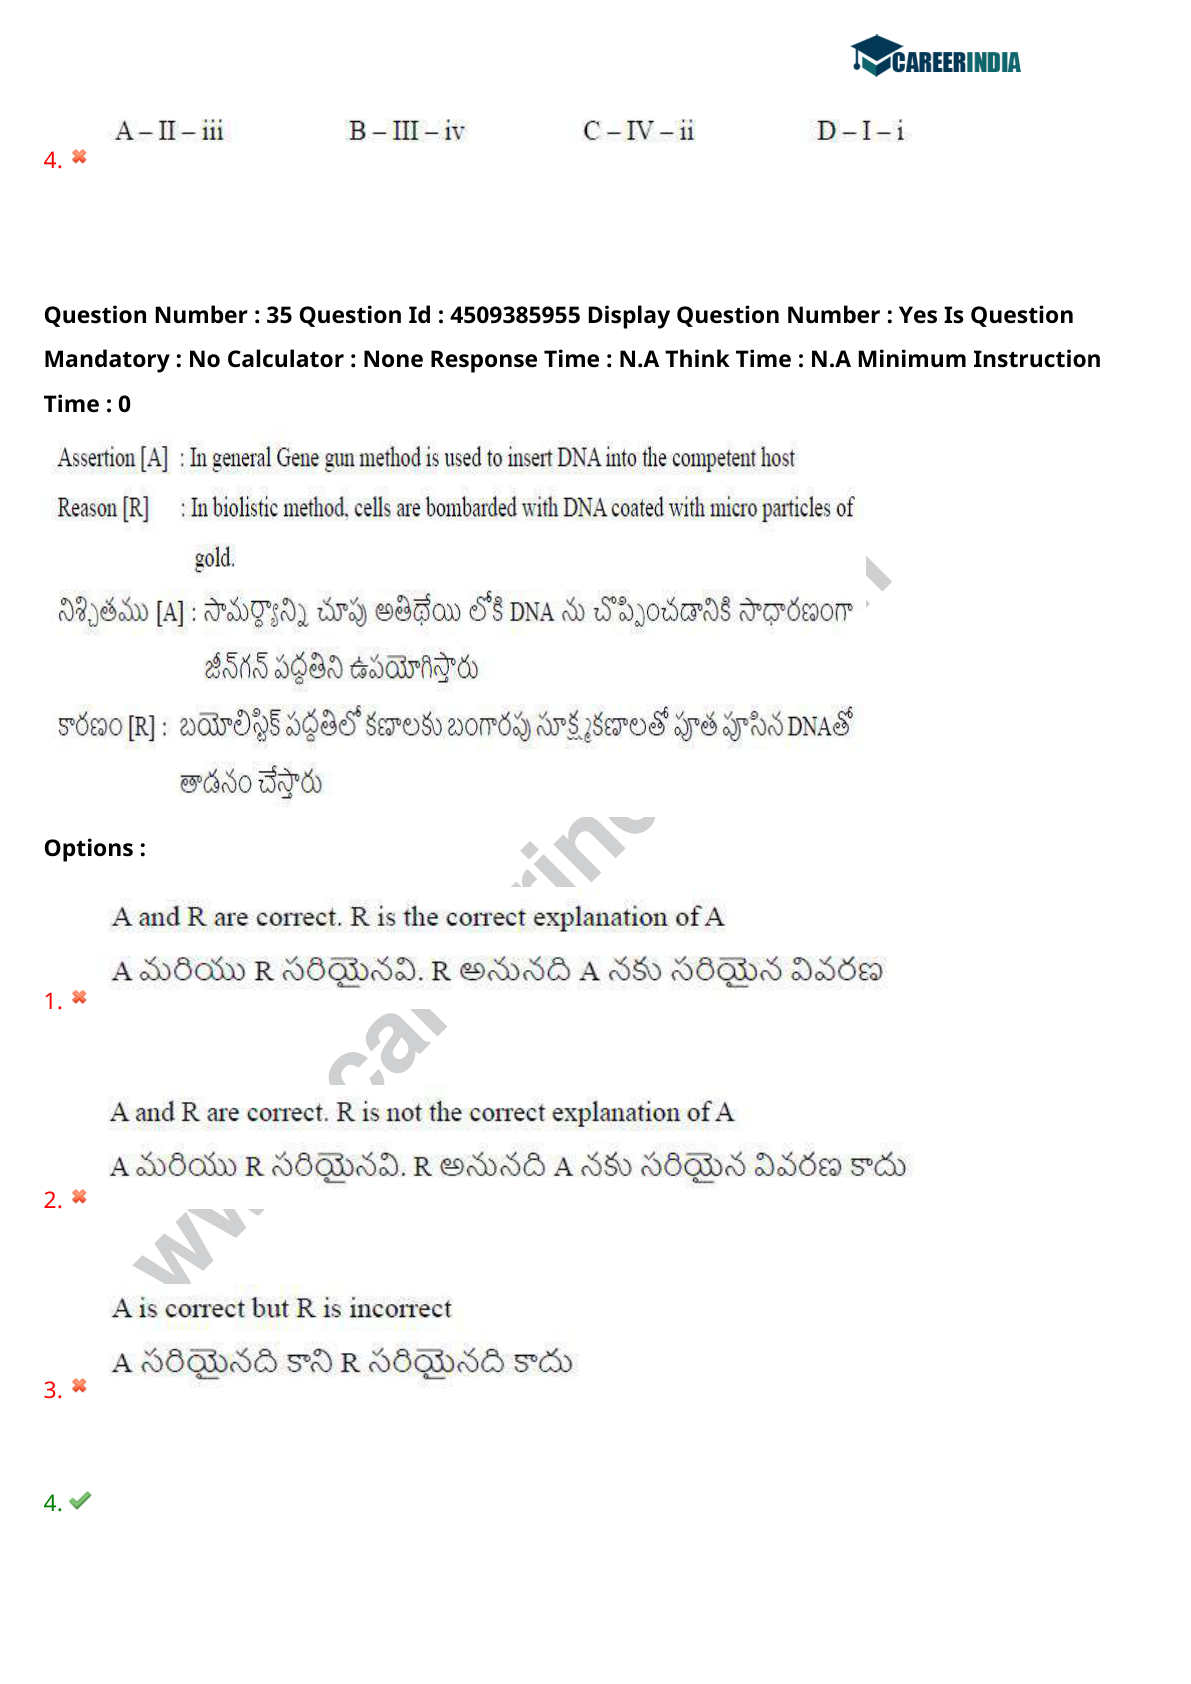 CAREERINDIA
A – II – iii B – III – iv C – IV – ii D – I – i
4.
Question Number : 35 Question Id : 4509385955 Display Question Number : Yes Is Question
Mandatory : No Calculator : None Response Time : N.A Think Time : N.A Minimum Instruction
Time : 0
Assertion [A] : In general Gene gun method is used to insert DNA into the competent host
Reason [R] : In biolistic method, cells are bombarded with DNA coated with micro particles of
gold.
నిశ్చితము [A] : సామర్థ్యాన్ని చూపు అతిథేయి లోకి DNA ను చొప్పించడానికి సాధారణంగా
జీన్‌గన్ పద్ధతిని ఉపయోగిస్తారు
కారణం [R] : బయోలిస్టిక్ పద్ధతిలో కణాలకు బంగారపు సూక్ష్మకణాలతో పూత పూసిన DNAతో
తాడనం చేస్తారు
Options :
A and R are correct. R is the correct explanation of A
A మరియు R సరియైనవి. R అనునది A నకు సరియైన వివరణ
1.
A and R are correct. R is not the correct explanation of A
A మరియు R సరియైనవి. R అనునది A నకు సరియైన వివరణ కాదు
2.
A is correct but R is incorrect
A సరియైనది కాని R సరియైనది కాదు
3.
4.